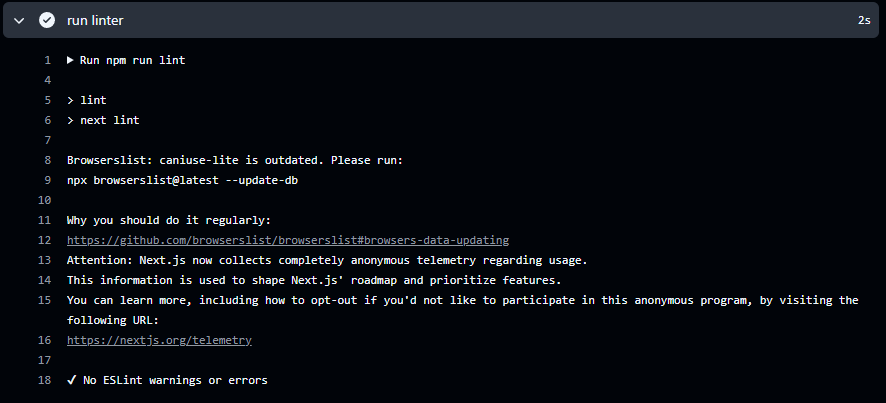 run linter 2s
1 Run npm run lint
4
5 > lint
6 > next lint
7
8 Browserslist: caniuse-lite is outdated. Please run:
9 npx browserslist@latest --update-db
10
11 Why you should do it regularly:
12 https://github.com/browserslist/browserslist#browsers-data-updating
13 Attention: Next.js now collects completely anonymous telemetry regarding usage.
14 This information is used to shape Next.js' roadmap and prioritize features.
15 You can learn more, including how to opt-out if you'd not like to participate in this anonymous program, by visiting the
following URL:
16 https://nextjs.org/telemetry
17
18 ✔ No ESLint warnings or errors